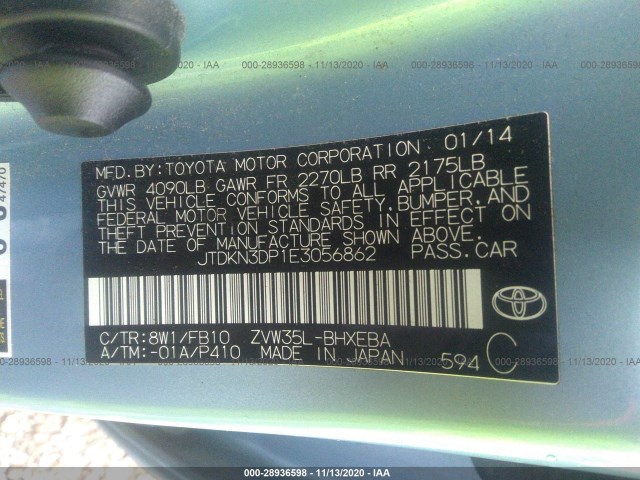 000-28936598 - 11/13/2020 - IAA
MFD. BY: TOYOTA MOTOR CORPORATION 01/14
GVWR 4090LB GAWR FR 2270LB RR 2175LB
THIS VEHICLE CONFORMS TO ALL APPLICABLE
FEDERAL MOTOR VEHICLE SAFETY, BUMPER, AND
THEFT PREVENTION STANDARDS IN EFFECT ON
THE DATE OF MANUFACTURE SHOWN ABOVE.
JTDKN3DP1E3056862 PASS. CAR
C/TR: 8W1/FB10 ZVW35L-BHXEBA
A/TM: -01A/P410 MADE IN JAPAN 594 C
000-28936598 - 11/13/2020 - IAA